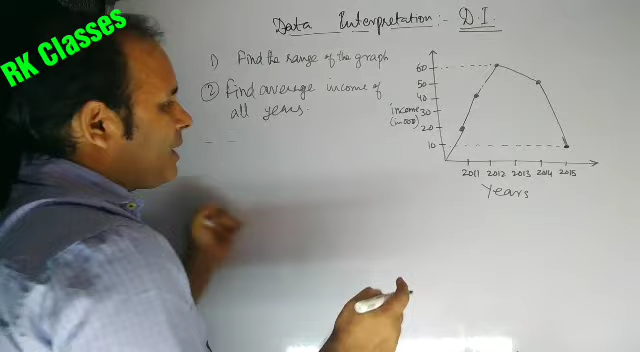 RK Classes
Data Interpretation :- D.I.
1) Find the range of the graph
② Find average income of
all years
income
(in 000)
60
50
40
30
20
10
2011 2012 2013 2014 2015
Years